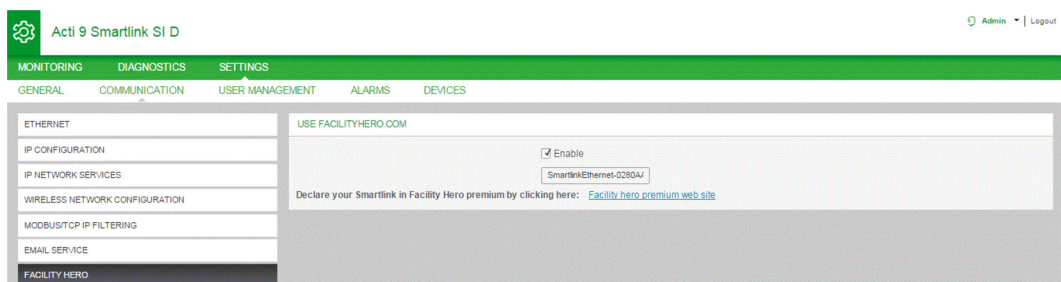 Acti 9 Smartlink SI D
Admin | Logout
MONITORING DIAGNOSTICS SETTINGS
GENERAL COMMUNICATION USER MANAGEMENT ALARMS DEVICES
ETHERNET
IP CONFIGURATION
IP NETWORK SERVICES
WIRELESS NETWORK CONFIGURATION
MODBUS/TCP IP FILTERING
EMAIL SERVICE
FACILITY HERO
USE FACILITYHERO.COM
Enable
SmartlinkEthernet-0280A
Declare your Smartlink in Facility Hero premium by clicking here: Facility hero premium web site